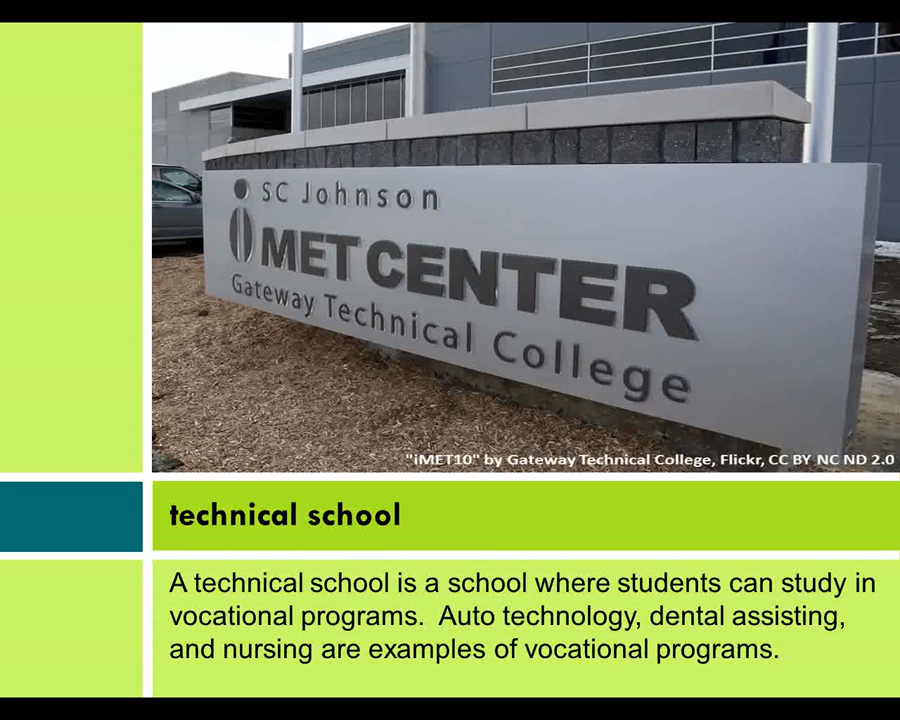 SC Johnson
iMET CENTER
Gateway Technical College
"iMET10" by Gateway Technical College, Flickr, CC BY NC ND 2.0
technical school
A technical school is a school where students can study in
vocational programs.  Auto technology, dental assisting,
and nursing are examples of vocational programs.